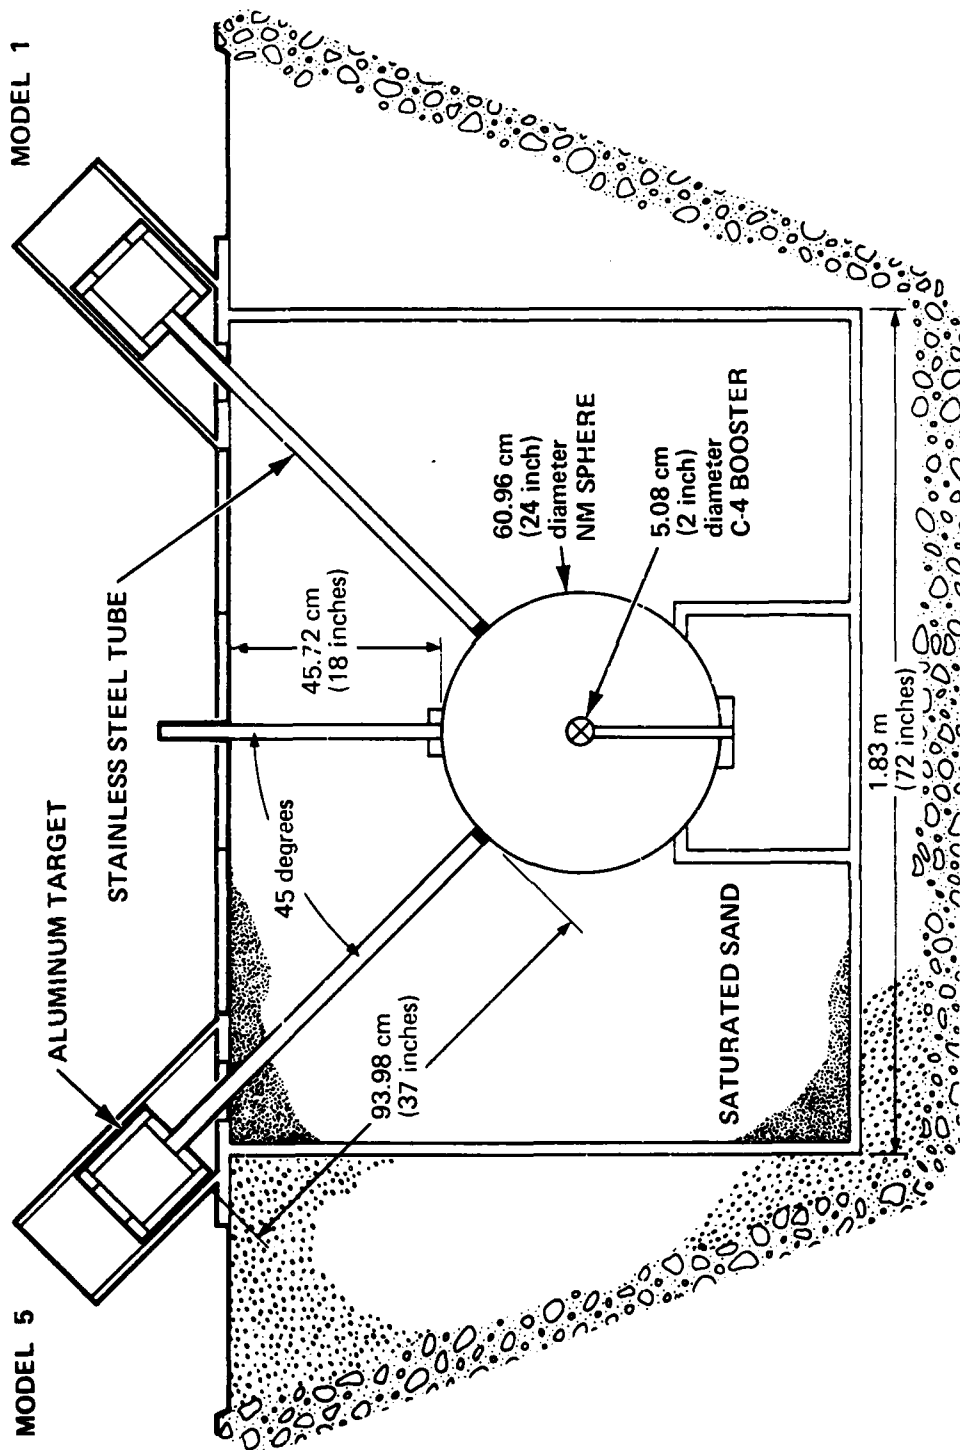 MODEL 5
MODEL 1
ALUMINUM TARGET
STAINLESS STEEL TUBE
45 degrees
45.72 cm
(18 inches)
93.98 cm
(37 inches)
60.96 cm
(24 inch)
diameter
NM SPHERE
5.08 cm
(2 inch)
diameter
C-4 BOOSTER
SATURATED SAND
1.83 m
(72 inches)